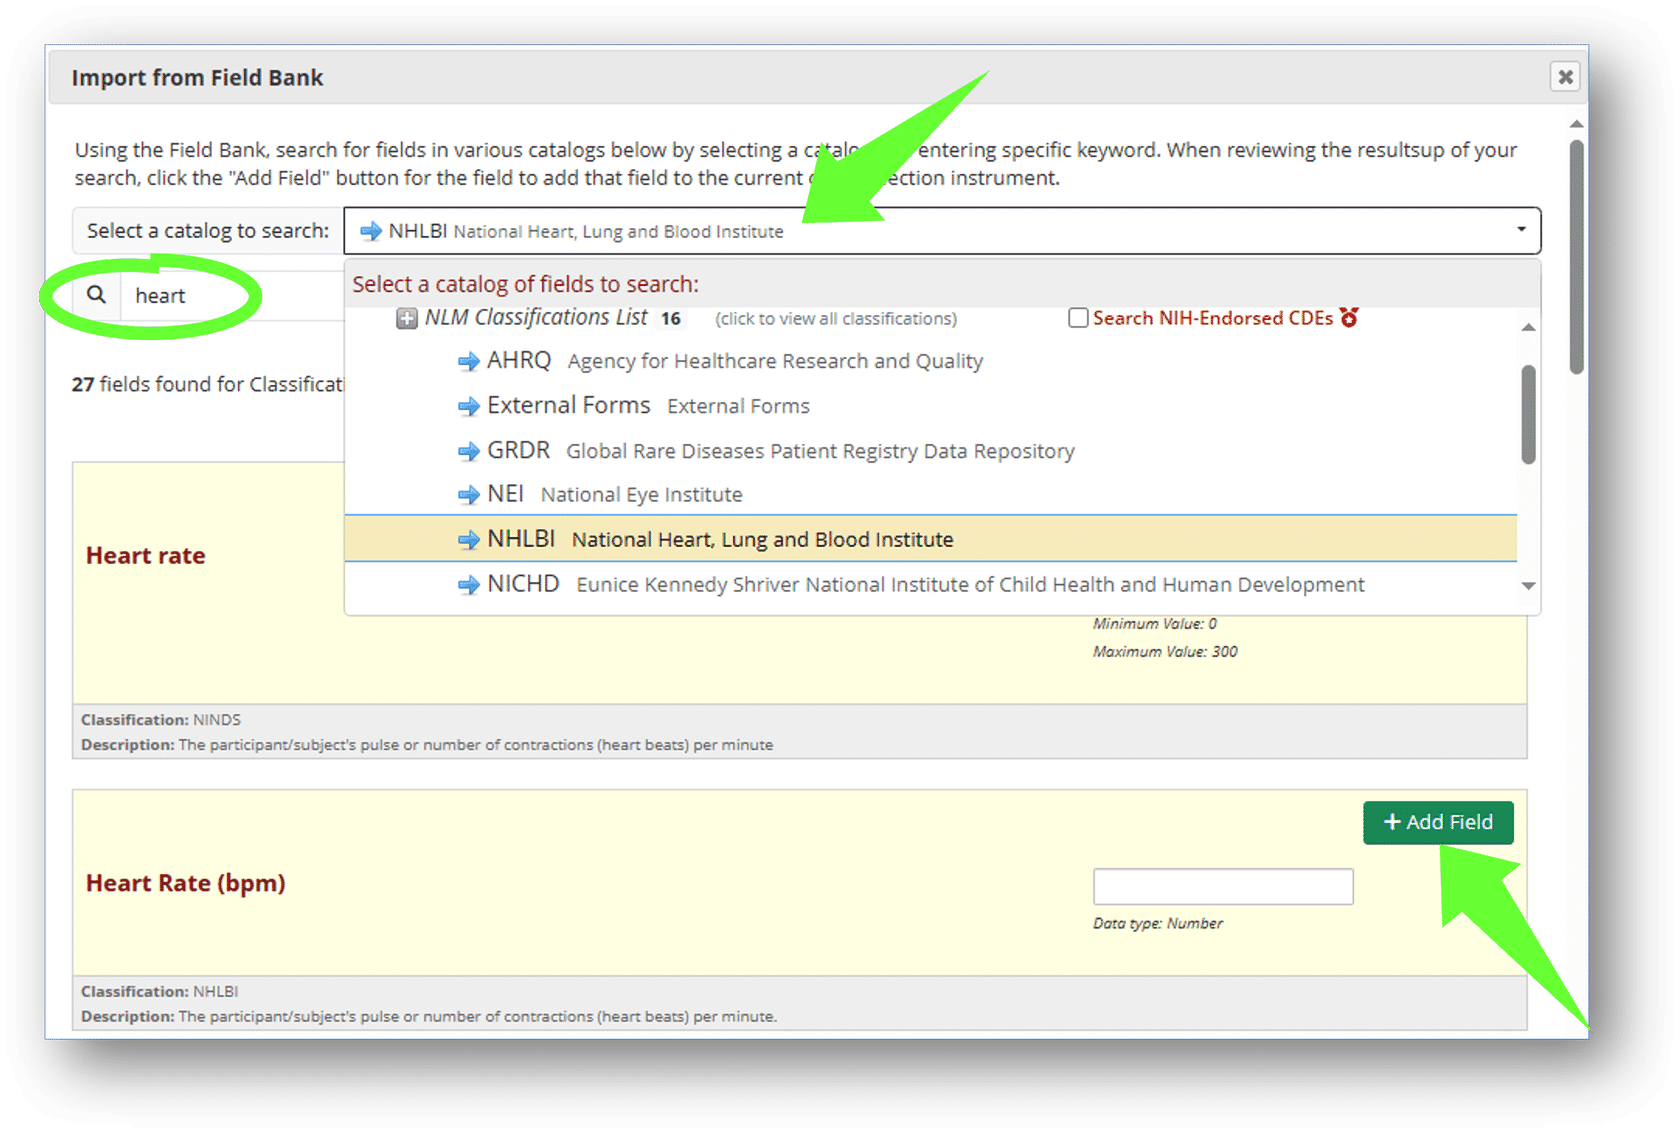 Import from Field Bank
Using the Field Bank, search for fields in various catalogs below by selecting a catalo entering specific keyword. When reviewing the resultsup of your
search, click the "Add Field" button for the field to add that field to the current ection instrument.
Select a catalog to search: NHLBI National Heart, Lung and Blood Institute
heart
Select a catalog of fields to search:
NLM Classifications List 16 (click to view all classifications) Search NIH-Endorsed CDEs
AHRQ Agency for Healthcare Research and Quality
External Forms External Forms
GRDR Global Rare Diseases Patient Registry Data Repository
NEI National Eye Institute
NHLBI National Heart, Lung and Blood Institute
NICHD Eunice Kennedy Shriver National Institute of Child Health and Human Development
27 fields found for Classificati
Heart rate
Minimum Value: 0
Maximum Value: 300
Classification: NINDS
Description: The participant/subject's pulse or number of contractions (heart beats) per minute
+ Add Field
Heart Rate (bpm)
Data type: Number
Classification: NHLBI
Description: The participant/subject's pulse or number of contractions (heart beats) per minute.